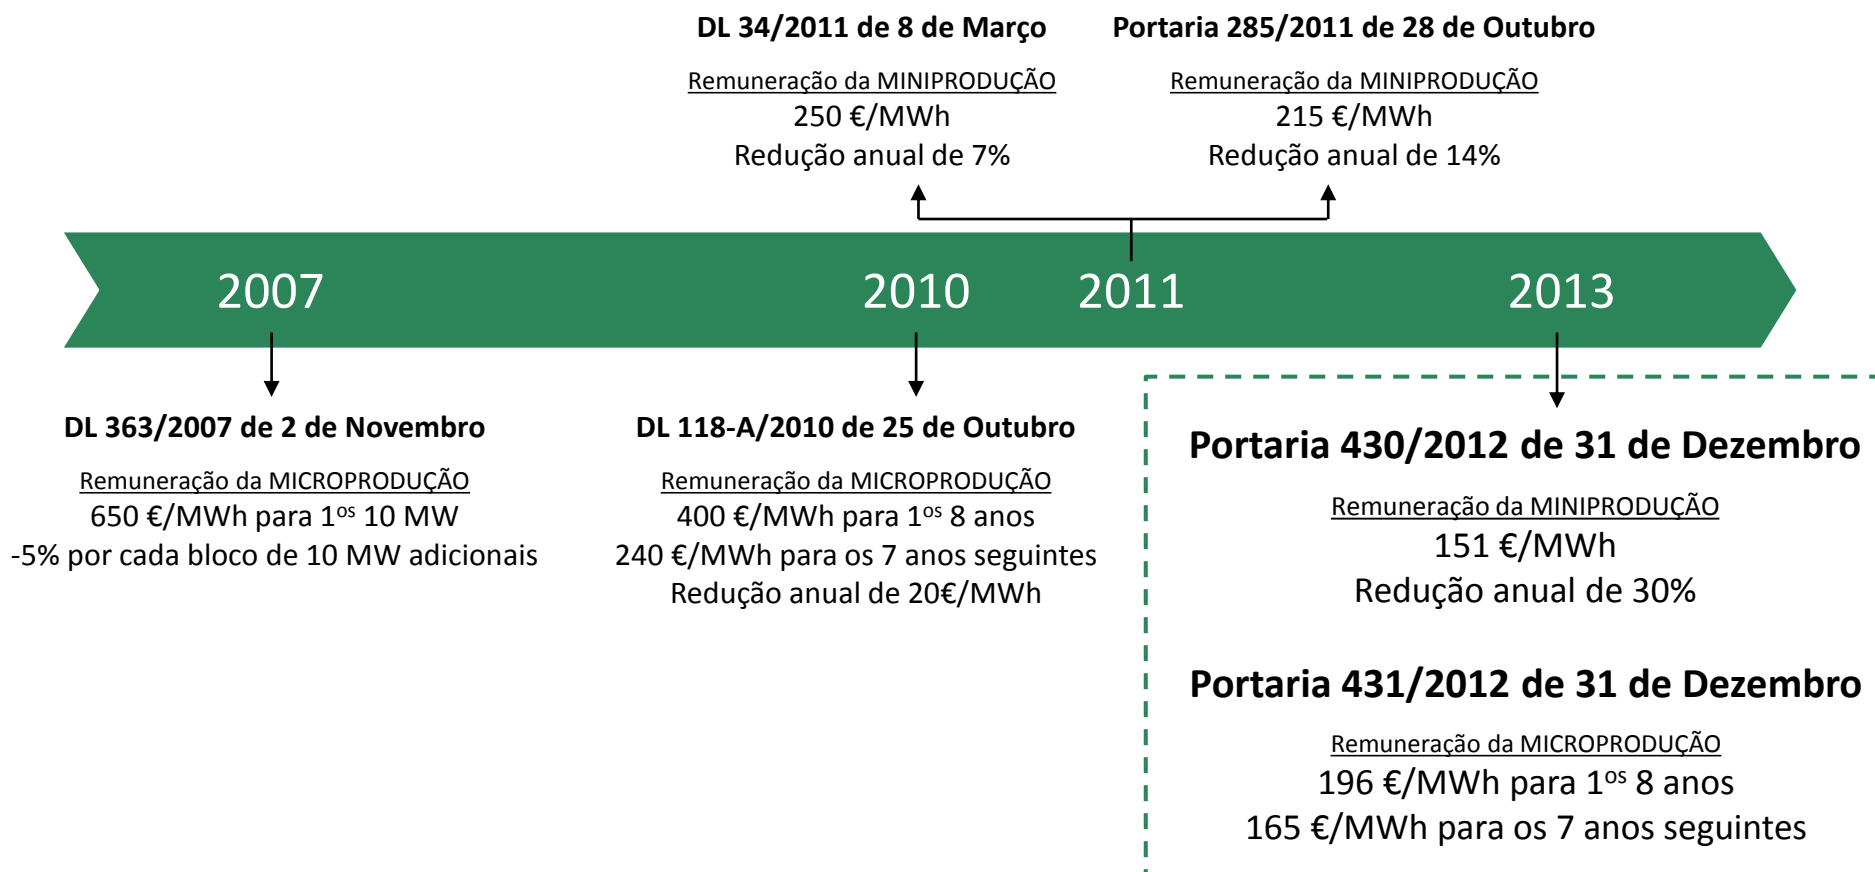 DL 34/2011 de 8 de Março
Remuneração da MINIPRODUÇÃO
250 €/MWh
Redução anual de 7%
Portaria 285/2011 de 28 de Outubro
Remuneração da MINIPRODUÇÃO
215 €/MWh
Redução anual de 14%
2007
2010
2011
2013
DL 363/2007 de 2 de Novembro
Remuneração da MICROPRODUÇÃO
650 €/MWh para 1os 10 MW
-5% por cada bloco de 10 MW adicionais
DL 118-A/2010 de 25 de Outubro
Remuneração da MICROPRODUÇÃO
400 €/MWh para 1os 8 anos
240 €/MWh para os 7 anos seguintes
Redução anual de 20€/MWh
Portaria 430/2012 de 31 de Dezembro
Remuneração da MINIPRODUÇÃO
151 €/MWh
Redução anual de 30%
Portaria 431/2012 de 31 de Dezembro
Remuneração da MICROPRODUÇÃO
196 €/MWh para 1os 8 anos
165 €/MWh para os 7 anos seguintes